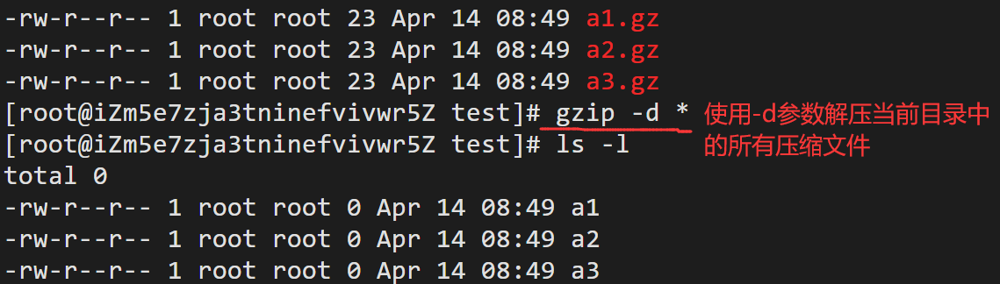 -rw-r--r-- 1 root root 23 Apr 14 08:49 a1.gz
-rw-r--r-- 1 root root 23 Apr 14 08:49 a2.gz
-rw-r--r-- 1 root root 23 Apr 14 08:49 a3.gz
[root@iZm5e7zja3tninefvivwr5Z test]# gzip -d * 使用-d参数解压当前目录中
[root@iZm5e7zja3tninefvivwr5Z test]# ls -l 的所有压缩文件
total 0
-rw-r--r-- 1 root root 0 Apr 14 08:49 a1
-rw-r--r-- 1 root root 0 Apr 14 08:49 a2
-rw-r--r-- 1 root root 0 Apr 14 08:49 a3